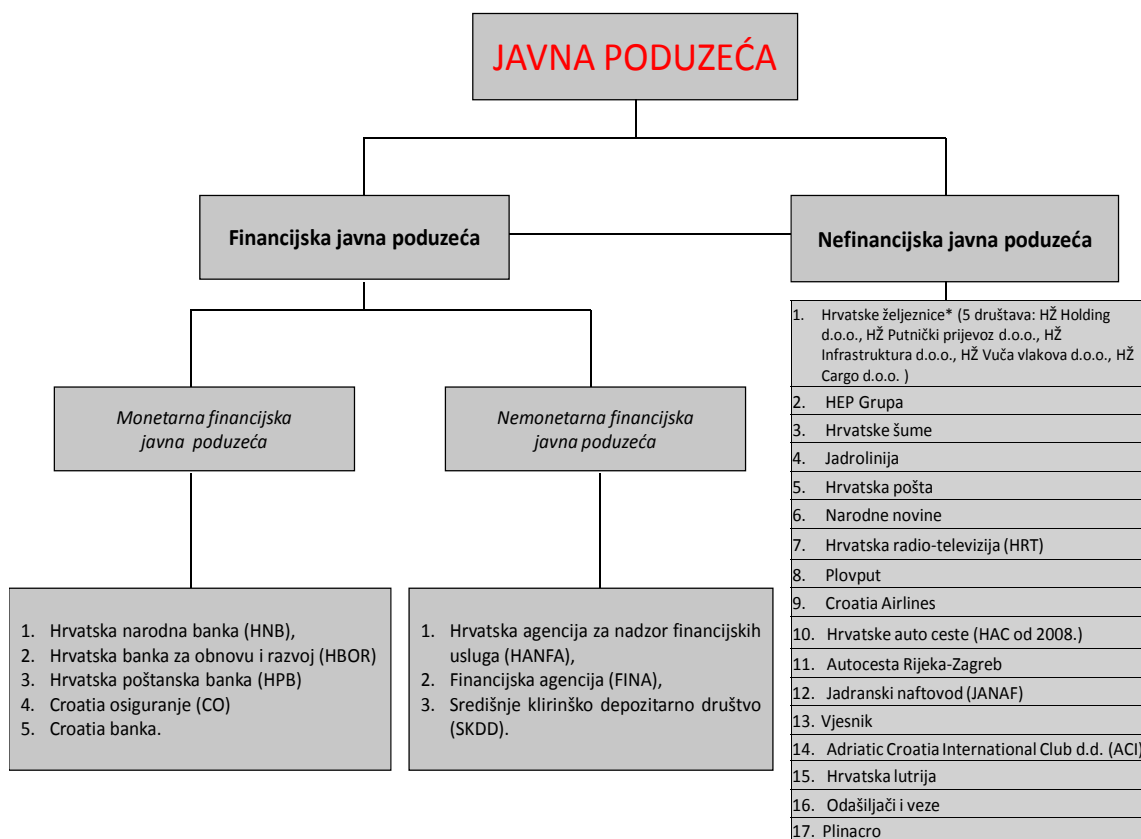 JAVNA PODUZEĆA
Financijska javna poduzeća
Nefinancijska javna poduzeća
Monetarna financijska
javna poduzeća
Nemonetarna financijska
javna poduzeća
1. Hrvatska narodna banka (HNB),
2. Hrvatska banka za obnovu i razvoj (HBOR)
3. Hrvatska poštanska banka (HPB)
4. Croatia osiguranje (CO)
5. Croatia banka.
1. Hrvatska agencija za nadzor financijskih
usluga (HANFA),
2. Financijska agencija (FINA),
3. Središnje klirinško depozitarno društvo
(SKDD).
1. Hrvatske željeznice* (5 društava: HŽ Holding
d.o.o., HŽ Putnički prijevoz d.o.o., HŽ
Infrastruktura d.o.o., HŽ Vuča vlakova d.o.o., HŽ
Cargo d.o.o. )
2. HEP Grupa
3. Hrvatske šume
4. Jadrolinija
5. Hrvatska pošta
6. Narodne novine
7. Hrvatska radio-televizija (HRT)
8. Plovput
9. Croatia Airlines
10. Hrvatske auto ceste (HAC od 2008.)
11. Autocesta Rijeka-Zagreb
12. Jadranski naftovod (JANAF)
13. Vjesnik
14. Adriatic Croatia International Club d.d. (ACI)
15. Hrvatska lutrija
16. Odašiljači i veze
17. Plinacro